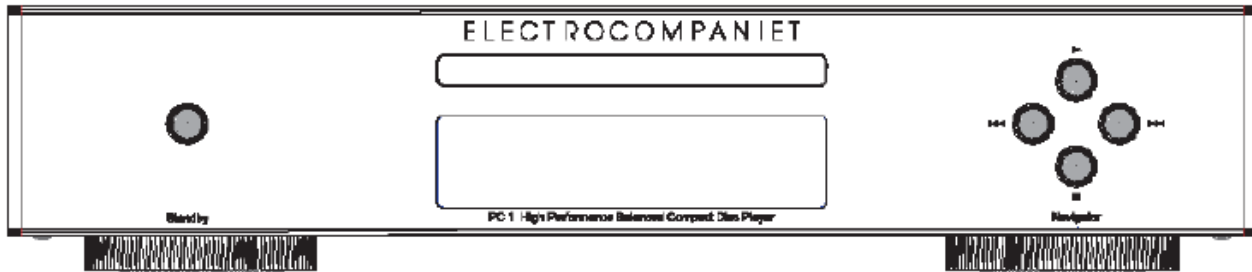 ELECTROCOMPANIET
Standby
PC 1 High Performance Balanced Compact Disc Player
Navigator